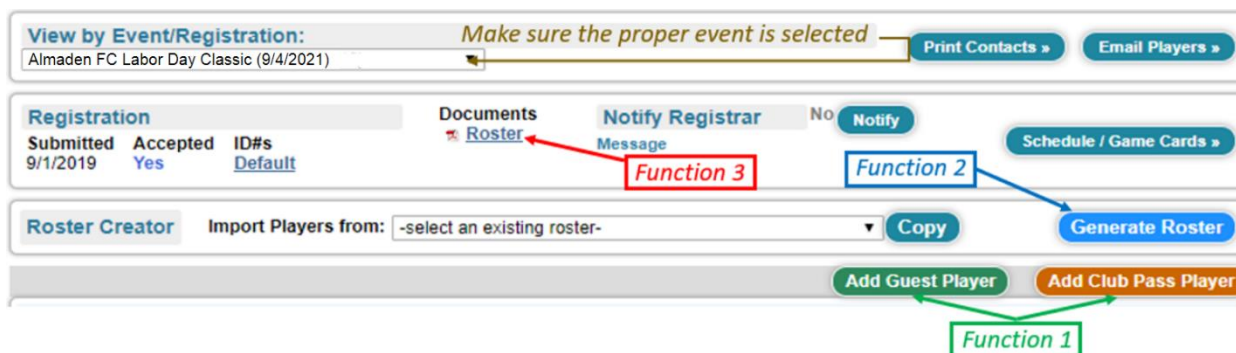 View by Event/Registration:
Make sure the proper event is selected
Print Contacts »
Email Players »
Almaden FC Labor Day Classic (9/4/2021)
Registration
Documents
Notify Registrar
No
Notify
Submitted Accepted ID#s
Roster
Message
Schedule / Game Cards »
9/1/2019 Yes Default
Function 3
Function 2
Roster Creator
Import Players from:
-select an existing roster-
Copy
Generate Roster
Add Guest Player
Add Club Pass Player
Function 1